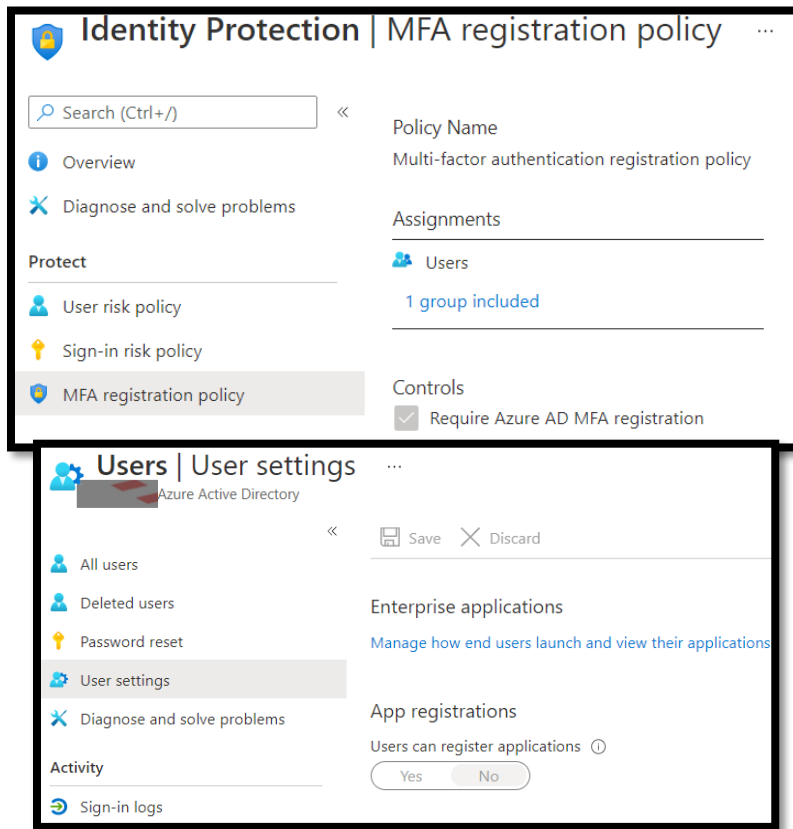 Identity Protection | MFA registration policy ...
Search (Ctrl+/)
«
Overview
Diagnose and solve problems
Protect
User risk policy
Sign-in risk policy
MFA registration policy
Policy Name
Multi-factor authentication registration policy
Assignments
Users
1 group included
Controls
Require Azure AD MFA registration
Users | User settings ...
Azure Active Directory
«
All users
Deleted users
Password reset
User settings
Diagnose and solve problems
Activity
Sign-in logs
Save Discard
Enterprise applications
Manage how end users launch and view their applications
App registrations
Users can register applications
Yes No